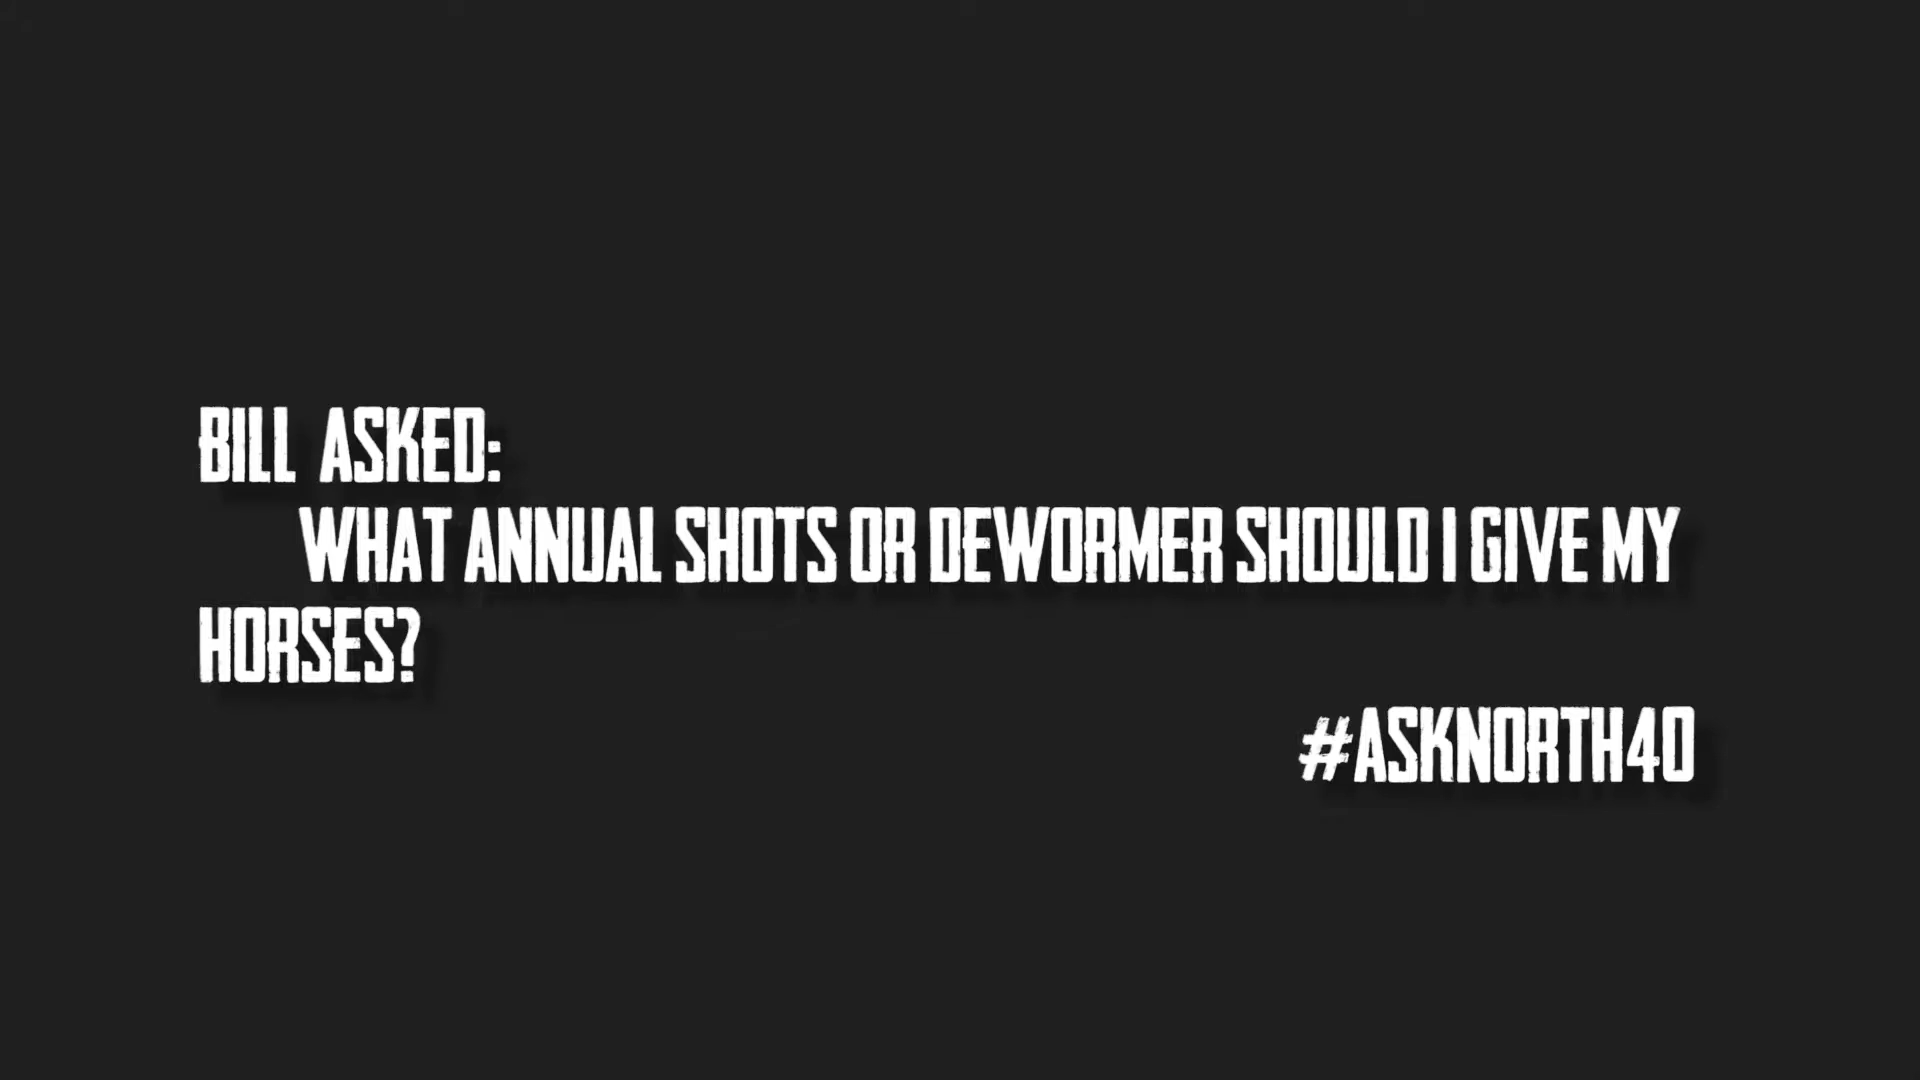 BILL ASKED:
WHAT ANNUAL SHOTS OR DEWORMER SHOULD I GIVE MY
HORSES?
#ASKNORTH40